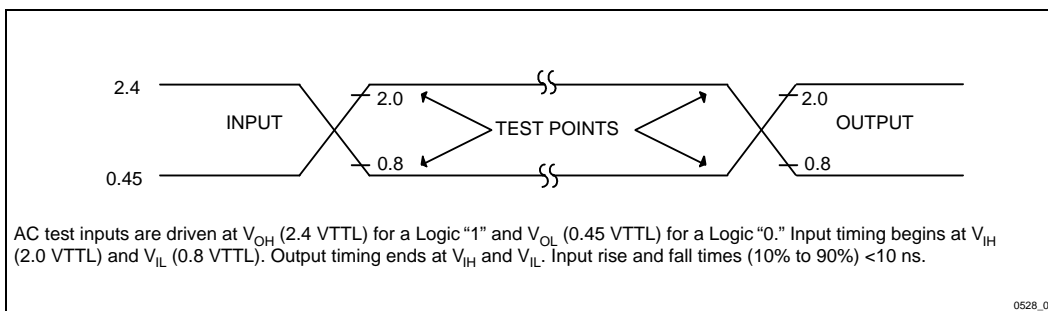 2.4
2.0
2.0
INPUT
TEST POINTS
OUTPUT
0.8
0.8
0.45
AC test inputs are driven at VOH (2.4 VTTL) for a Logic “1” and VOL (0.45 VTTL) for a Logic “0.” Input timing begins at VIH
(2.0 VTTL) and VIL (0.8 VTTL). Output timing ends at VIH and VIL. Input rise and fall times (10% to 90%) <10 ns.
0528_0